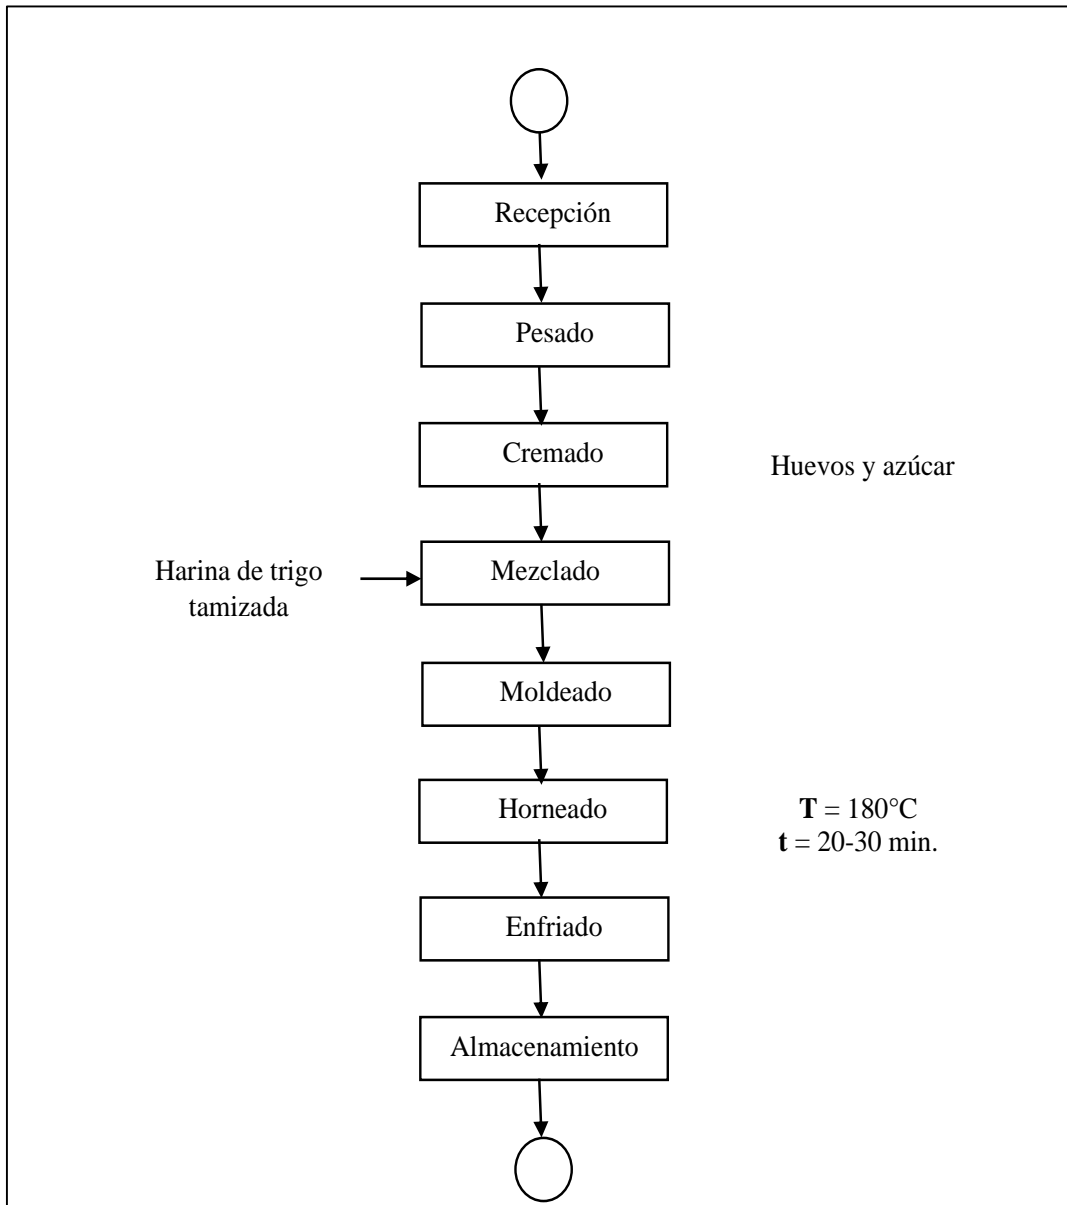 Recepción
Pesado
Cremado
Huevos y azúcar
Mezclado
Harina de trigo
tamizada
Moldeado
Horneado
T = 180°C
t = 20-30 min.
Enfriado
Almacenamiento